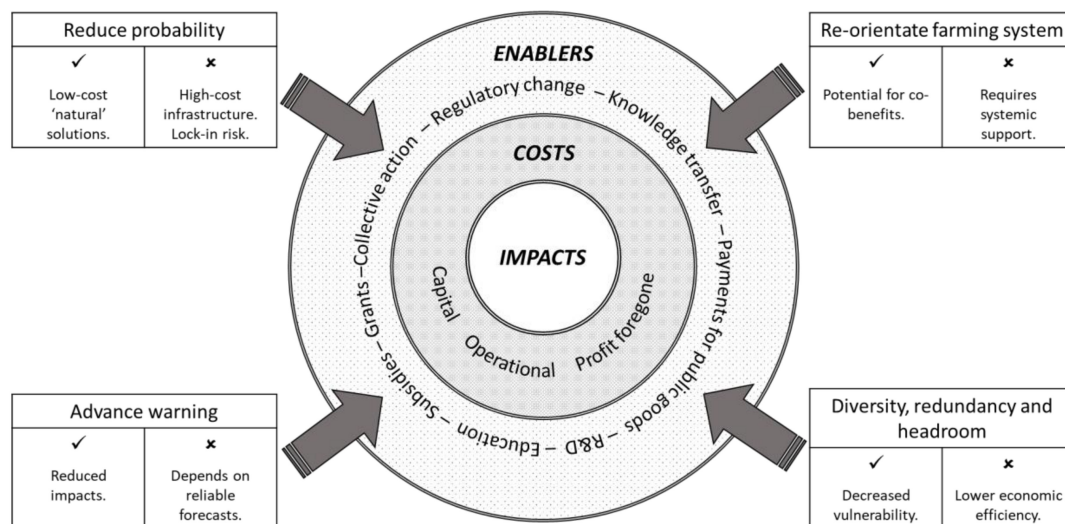 Reduce probability
✓
✗
Low-cost
‘natural’
solutions.
High-cost
infrastructure.
Lock-in risk.
Re-orientate farming system
✓
✗
Potential for co-
benefits.
Requires
systemic
support.
ENABLERS
Subsidies – Grants –Collective action – Regulatory change – Knowledge transfer – Payments for public goods – R&D – Education –
COSTS
Capital
Operational
Profit foregone
IMPACTS
Advance warning
✓
✗
Reduced
impacts.
Depends on
reliable
forecasts.
Diversity, redundancy and
headroom
✓
✗
Decreased
vulnerability.
Lower economic
efficiency.